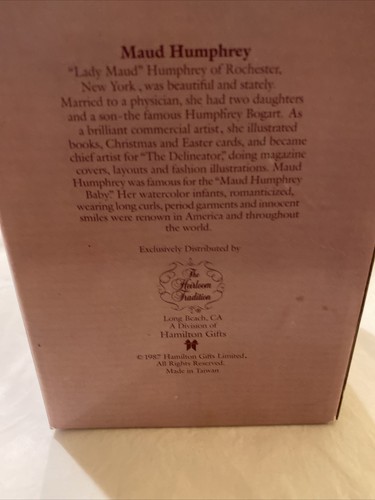 Maud Humphrey
"Lady Maud" Humphrey of Rochester,
New York, was beautiful and stately.
Married to a physician, she had two daughters
and a son-the famous Humpfirey Bogart. As
a brilliant commercial artist, she illustrated
books, Christmas and Easter cards, and became
chief artist for "The Delineator," doing magazine
covers, layouts and fashion illustrations. Maud
Humphrey was famous for the "Maud Humphrey
Baby." Her watercolor infants, romanticized,
wearing long curls, period garments and innocent
smiles were renown in America and throughout
the world.
Exclusively Distributed by
The
Heirloom
Tradition
Long Beach, CA
A Division of
Hamilton Gifts
© 1987 Hamilton Gifts Limited,
All Rights Reserved.
Made in Taiwan